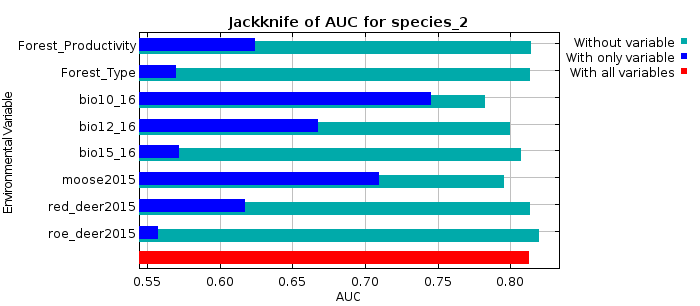 Jackknife of AUC for species_2
Without variable
With only variable
With all variables
Environmental Variable
Forest_Productivity
Forest_Type
bio10_16
bio12_16
bio15_16
moose2015
red_deer2015
roe_deer2015
0.55 0.60 0.65 0.70 0.75 0.80
AUC